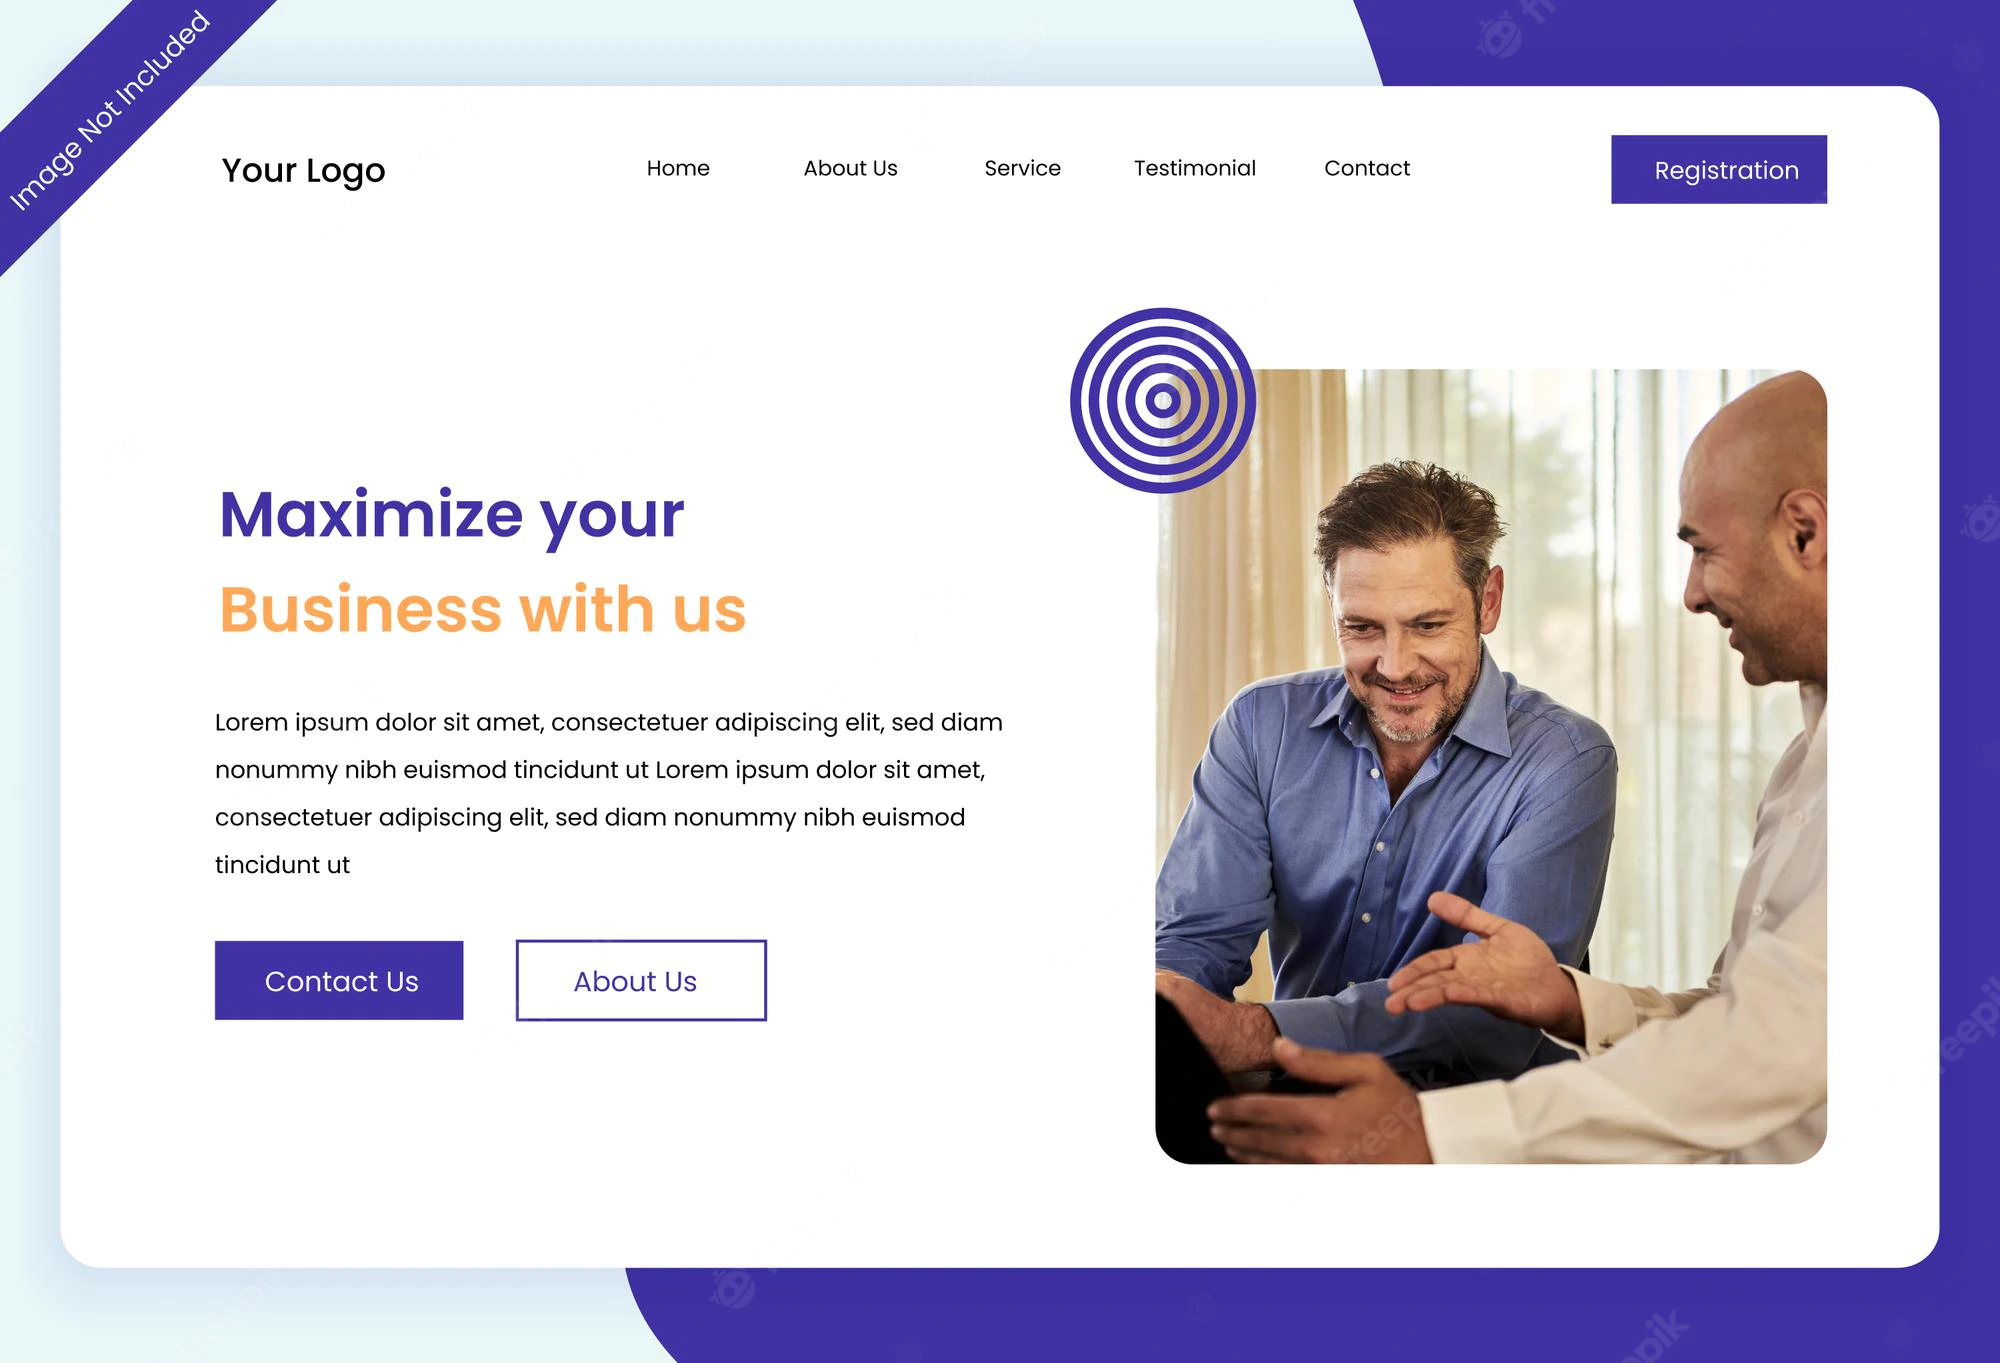 Image Not Included
Your Logo
Home
About Us
Service
Testimonial
Contact
Registration
Maximize your
Business with us
Lorem ipsum dolor sit amet, consectetuer adipiscing elit, sed diam
nonummy nibh euismod tincidunt ut Lorem ipsum dolor sit amet,
consectetuer adipiscing elit, sed diam nonummy nibh euismod
tincidunt ut
Contact Us
About Us
freepik